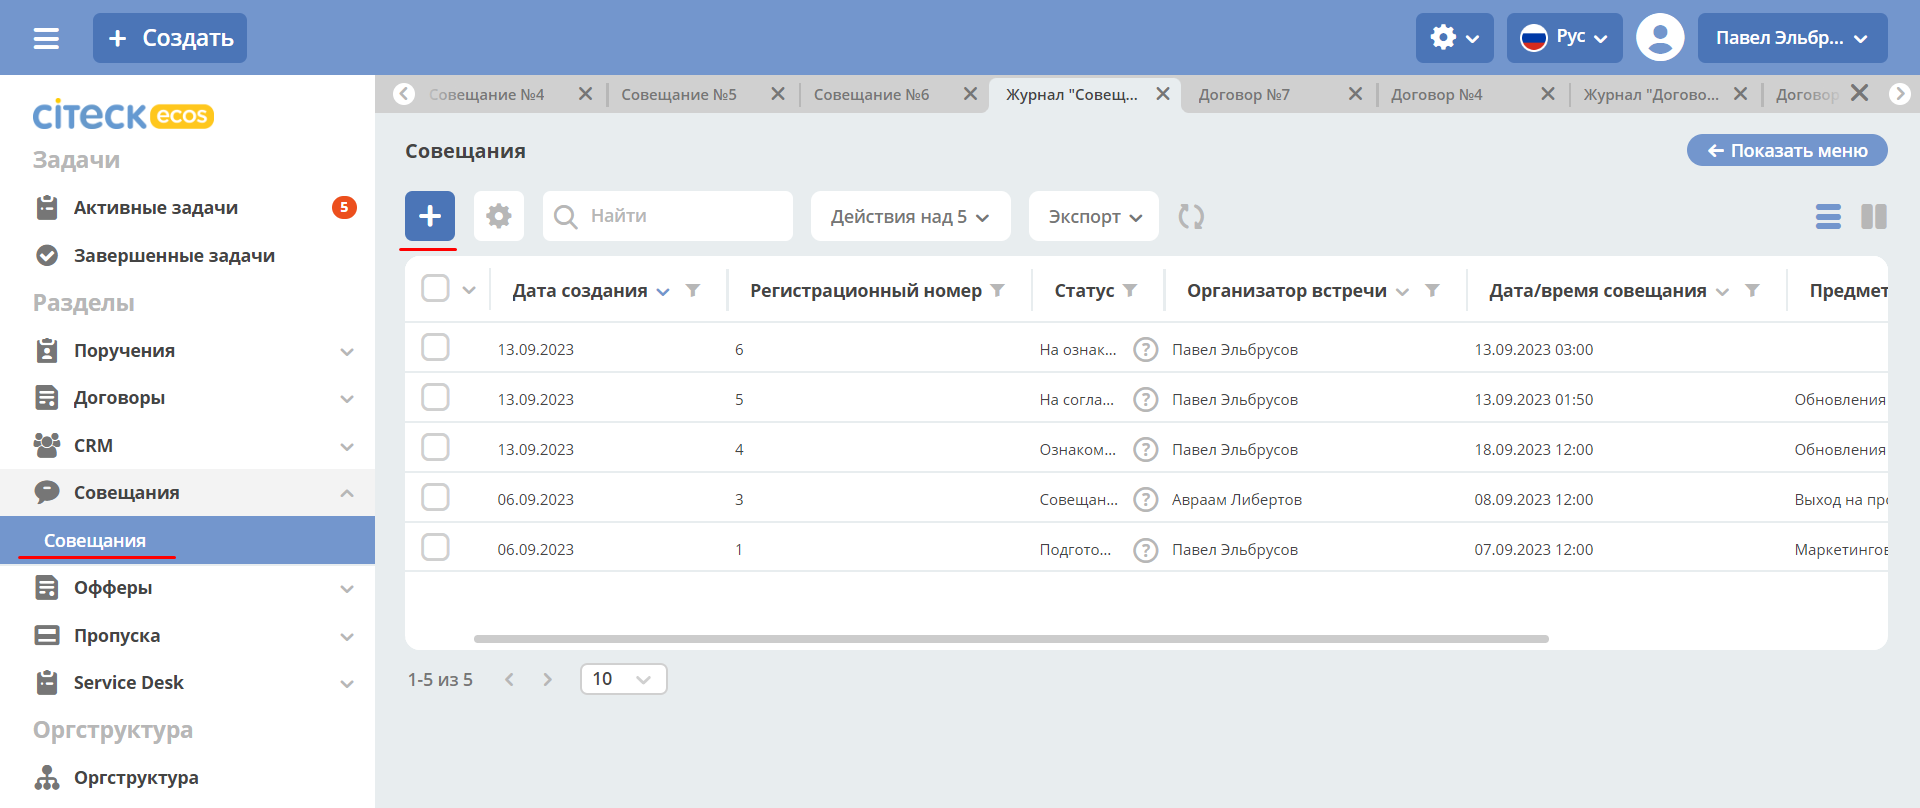 Создать
Рус
Павел Эльбр...
citeck ecos
Совещание №4
Совещание №5
Совещание №6
Журнал "Совещ...
Договор №7
Договор №4
Журнал "Догово...
Договор
Задачи
Активные задачи 5
Завершенные задачи
Разделы
Поручения
Договоры
CRM
Совещания
Совещания
Офферы
Пропуска
Service Desk
Оргструктура
Оргструктура
Совещания
Показать меню
Найти
Действия над 5
Экспорт
Дата создания Регистрационный номер Статус Организатор встречи Дата/время совещания Предмет
13.09.2023 6 На ознак... ? Павел Эльбрусов 13.09.2023 03:00
13.09.2023 5 На согла... ? Павел Эльбрусов 13.09.2023 01:50 Обновления
13.09.2023 4 Ознаком... ? Павел Эльбрусов 18.09.2023 12:00 Обновления
06.09.2023 3 Совещан... ? Авраам Либертов 08.09.2023 12:00 Выход на про
06.09.2023 1 Подгото... ? Павел Эльбрусов 07.09.2023 12:00 Маркетингов
1-5 из 5
10